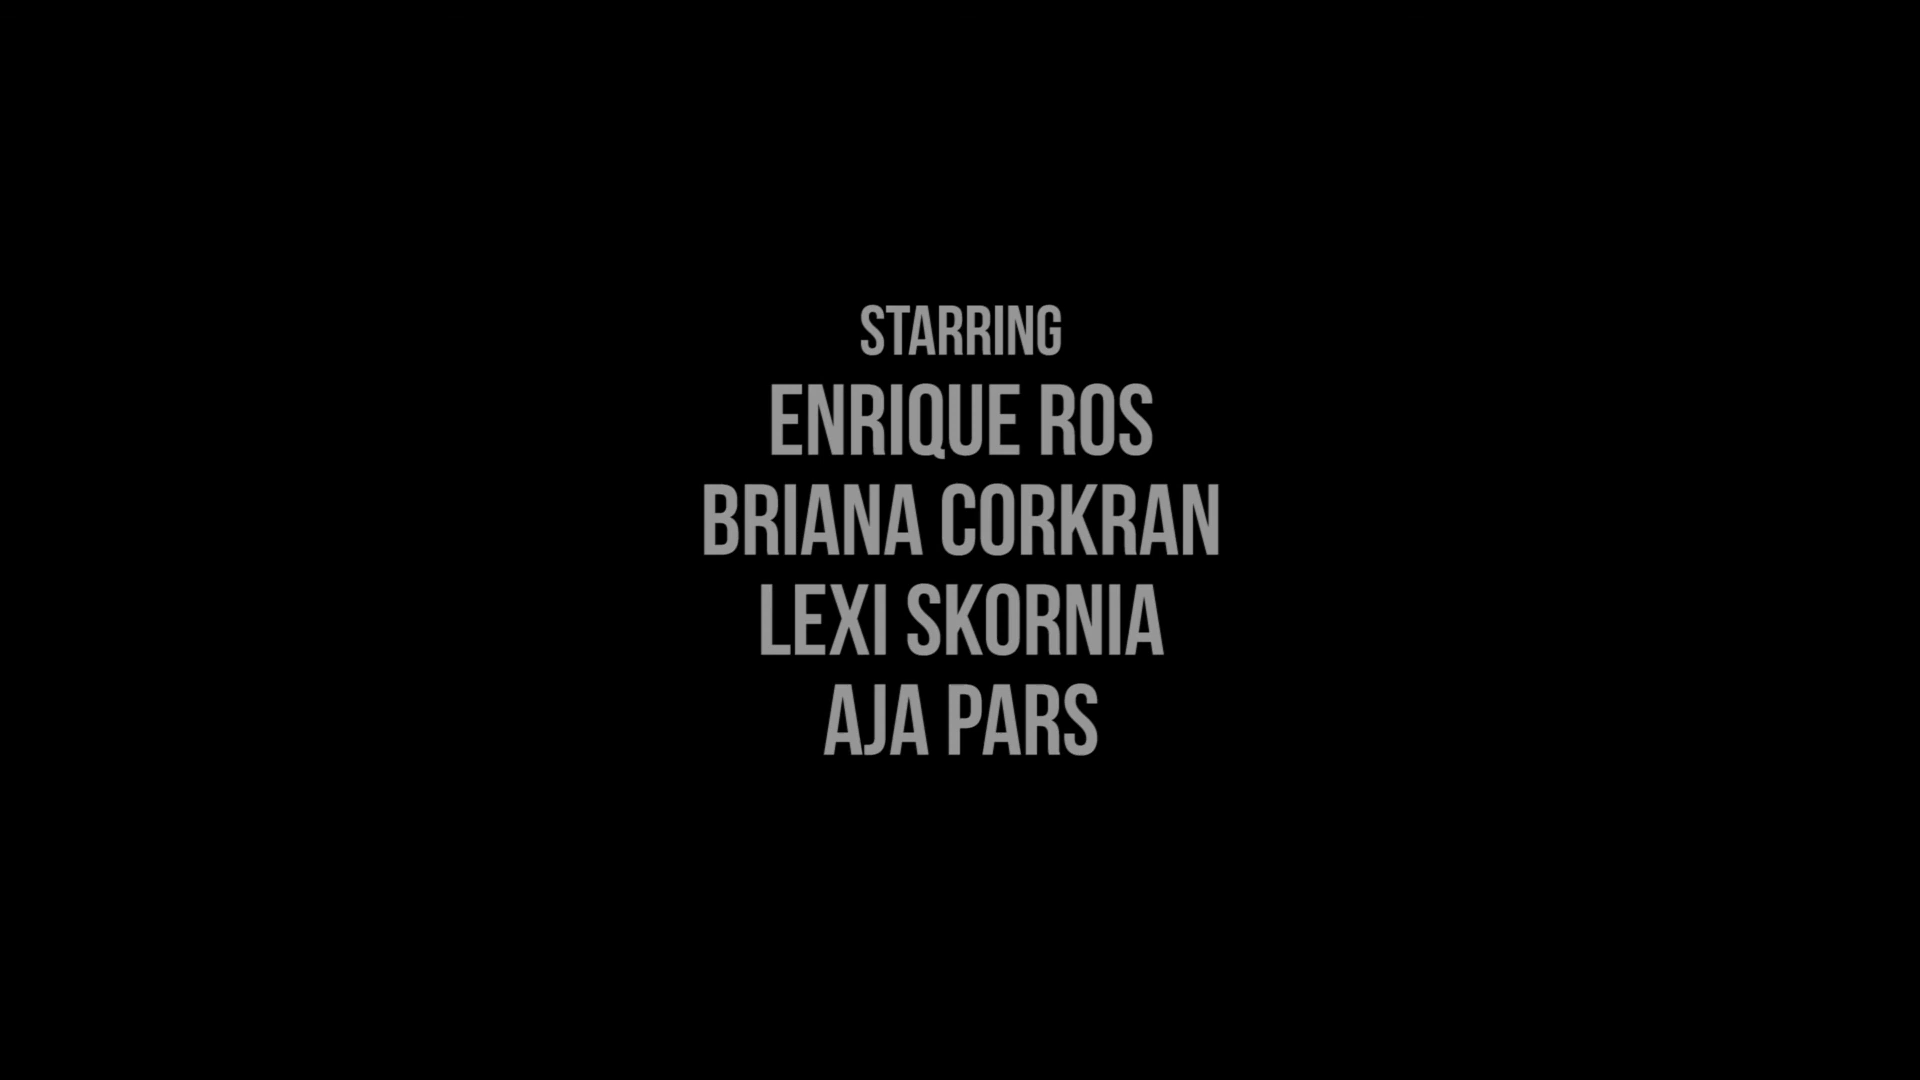 STARRING
ENRIQUE ROS
BRIANA CORKRAN
LEXI SKORNIA
AJA PARS